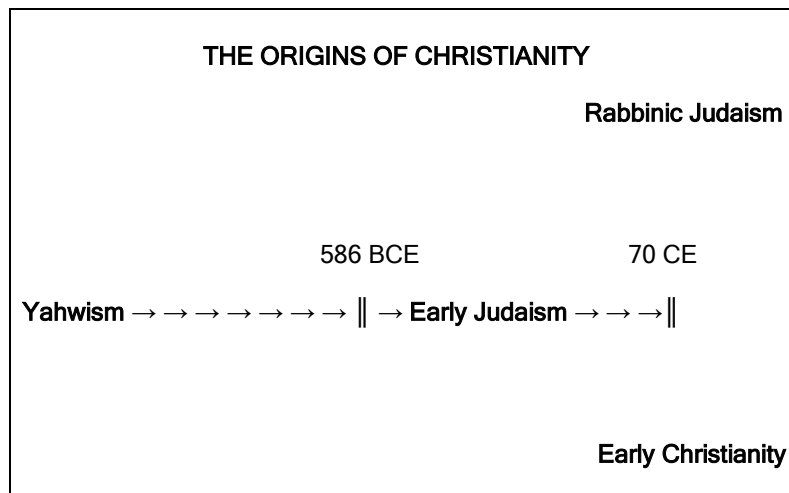 THE ORIGINS OF CHRISTIANITY
Rabbinic Judaism
586 BCE 70 CE
Yahwism → → → → → → → ‖ → Early Judaism → → → ‖
Early Christianity